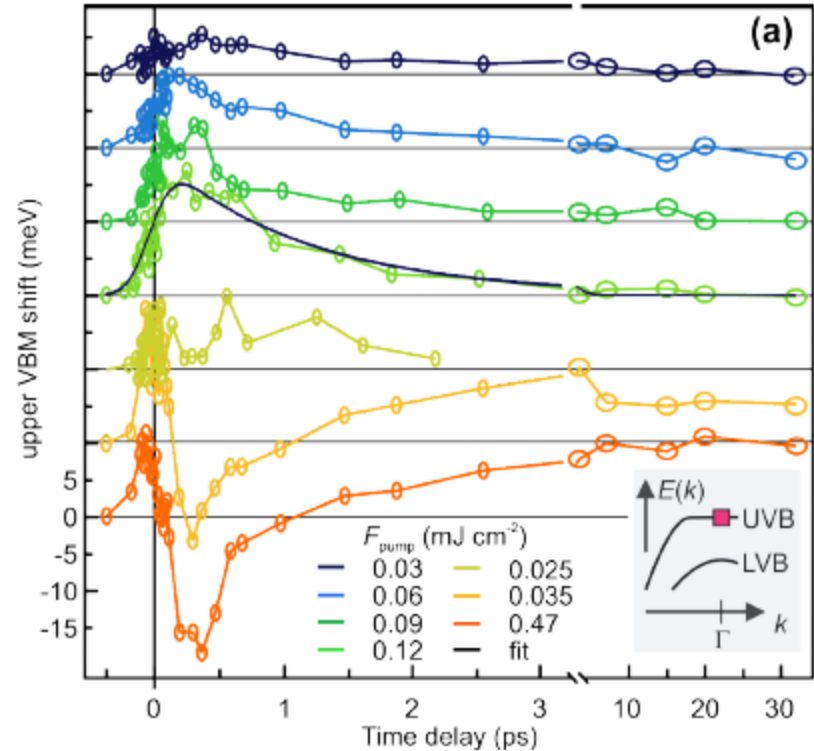 (a)
upper VBM shift (meV)
5
0
-5
-10
-15
E(k)
UVB
LVB
Γ
k
F_pump (mJ cm⁻²)
0.03 0.025
0.06 0.035
0.09 0.47
0.12 fit
0 1 2 3 10 20 30
Time delay (ps)